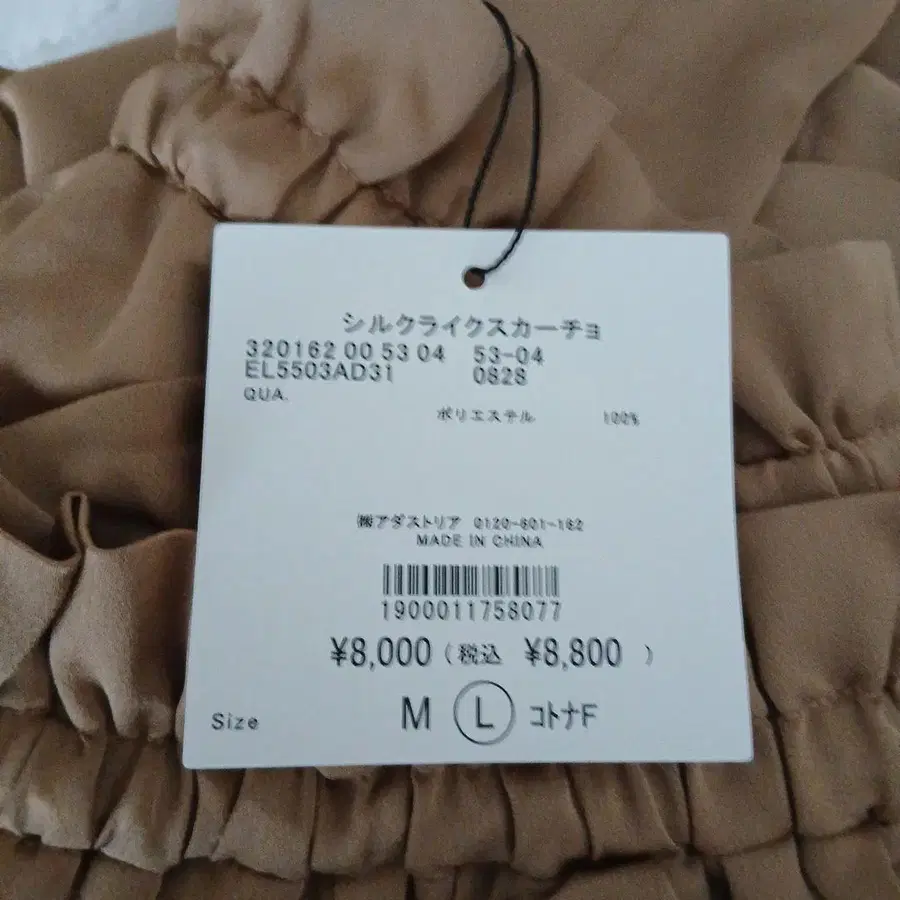 シルクライクスカーチョ
320162 00 53 04 53-04
EL5503AD31 0828
QUA.
ポリエステル 100%
㈱アダストリア 0120-601-162
MADE IN CHINA
1900011758077
¥8,000 (税込 ¥8,800 )
Size M L コトナF